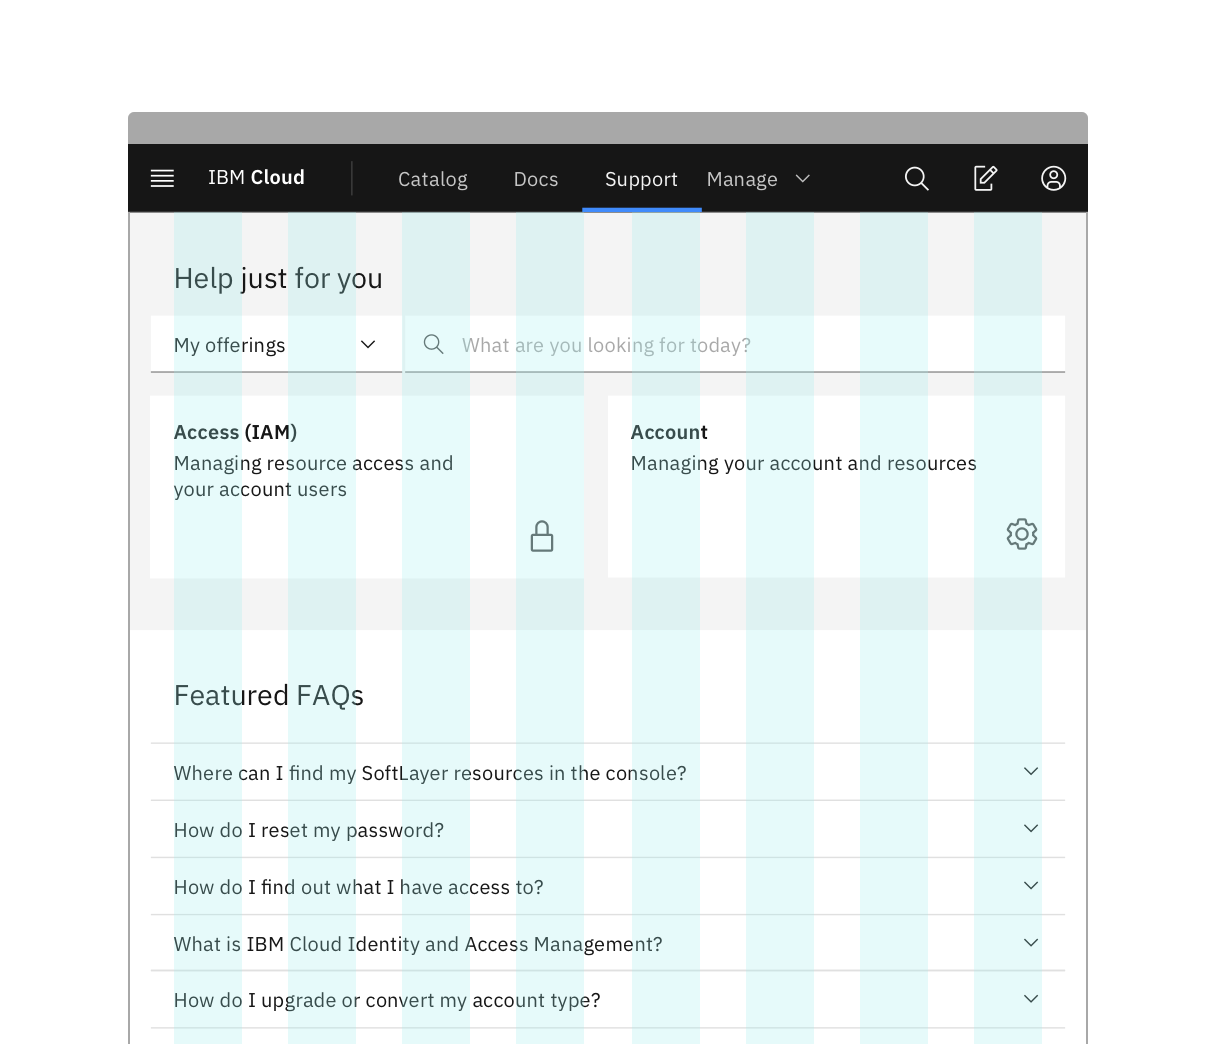 IBM Cloud Catalog Docs Support Manage
Help just for you
My offerings What are you looking for today?
Access (IAM)
Managing resource access and
your account users
Account
Managing your account and resources
Featured FAQs
Where can I find my SoftLayer resources in the console?
How do I reset my password?
How do I find out what I have access to?
What is IBM Cloud Identity and Access Management?
How do I upgrade or convert my account type?